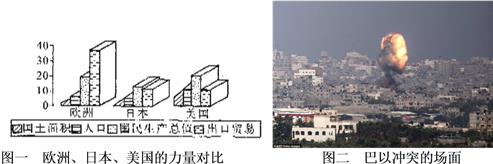 40
30
20
10
0
欧洲 日本 美国
国土面积 人口 国民生产总值 出口贸易
图一 欧洲、日本、美国的力量对比
图二 巴以冲突的场面